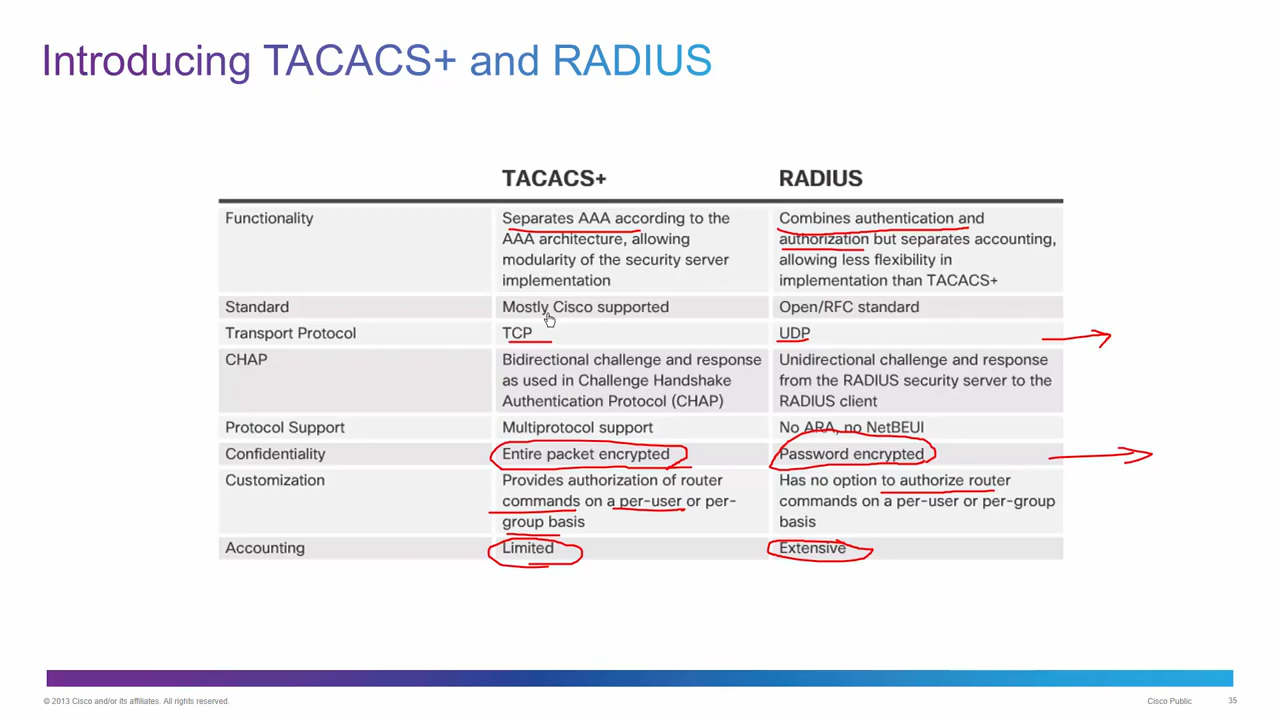 Introducing TACACS+ and RADIUS
TACACS+ RADIUS
Functionality
Separates AAA according to the
AAA architecture, allowing
modularity of the security server
implementation
Combines authentication and
authorization but separates accounting,
allowing less flexibility in
implementation than TACACS+
Standard
Mostly Cisco supported
Open/RFC standard
Transport Protocol
TCP
UDP
CHAP
Bidirectional challenge and response
as used in Challenge Handshake
Authentication Protocol (CHAP)
Unidirectional challenge and response
from the RADIUS security server to the
RADIUS client
Protocol Support
Multiprotocol support
No ARA, no NetBEUI
Confidentiality
Entire packet encrypted
Password encrypted
Customization
Provides authorization of router
commands on a per-user or per-
group basis
Has no option to authorize router
commands on a per-user or per-group
basis
Accounting
Limited
Extensive
© 2013 Cisco and/or its affiliates. All rights reserved.
Cisco Public
35